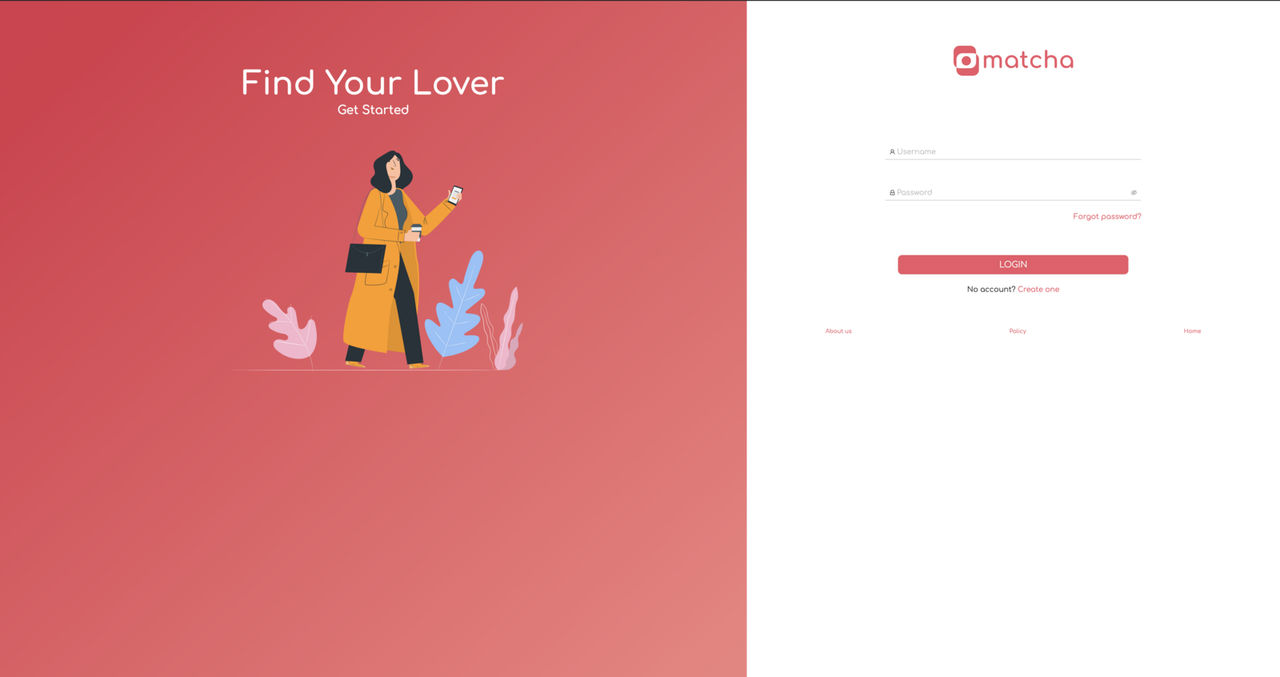 Find Your Lover
Get Started
matcha
Username
Password
Forgot password?
LOGIN
No account? Create one
About us Policy Home